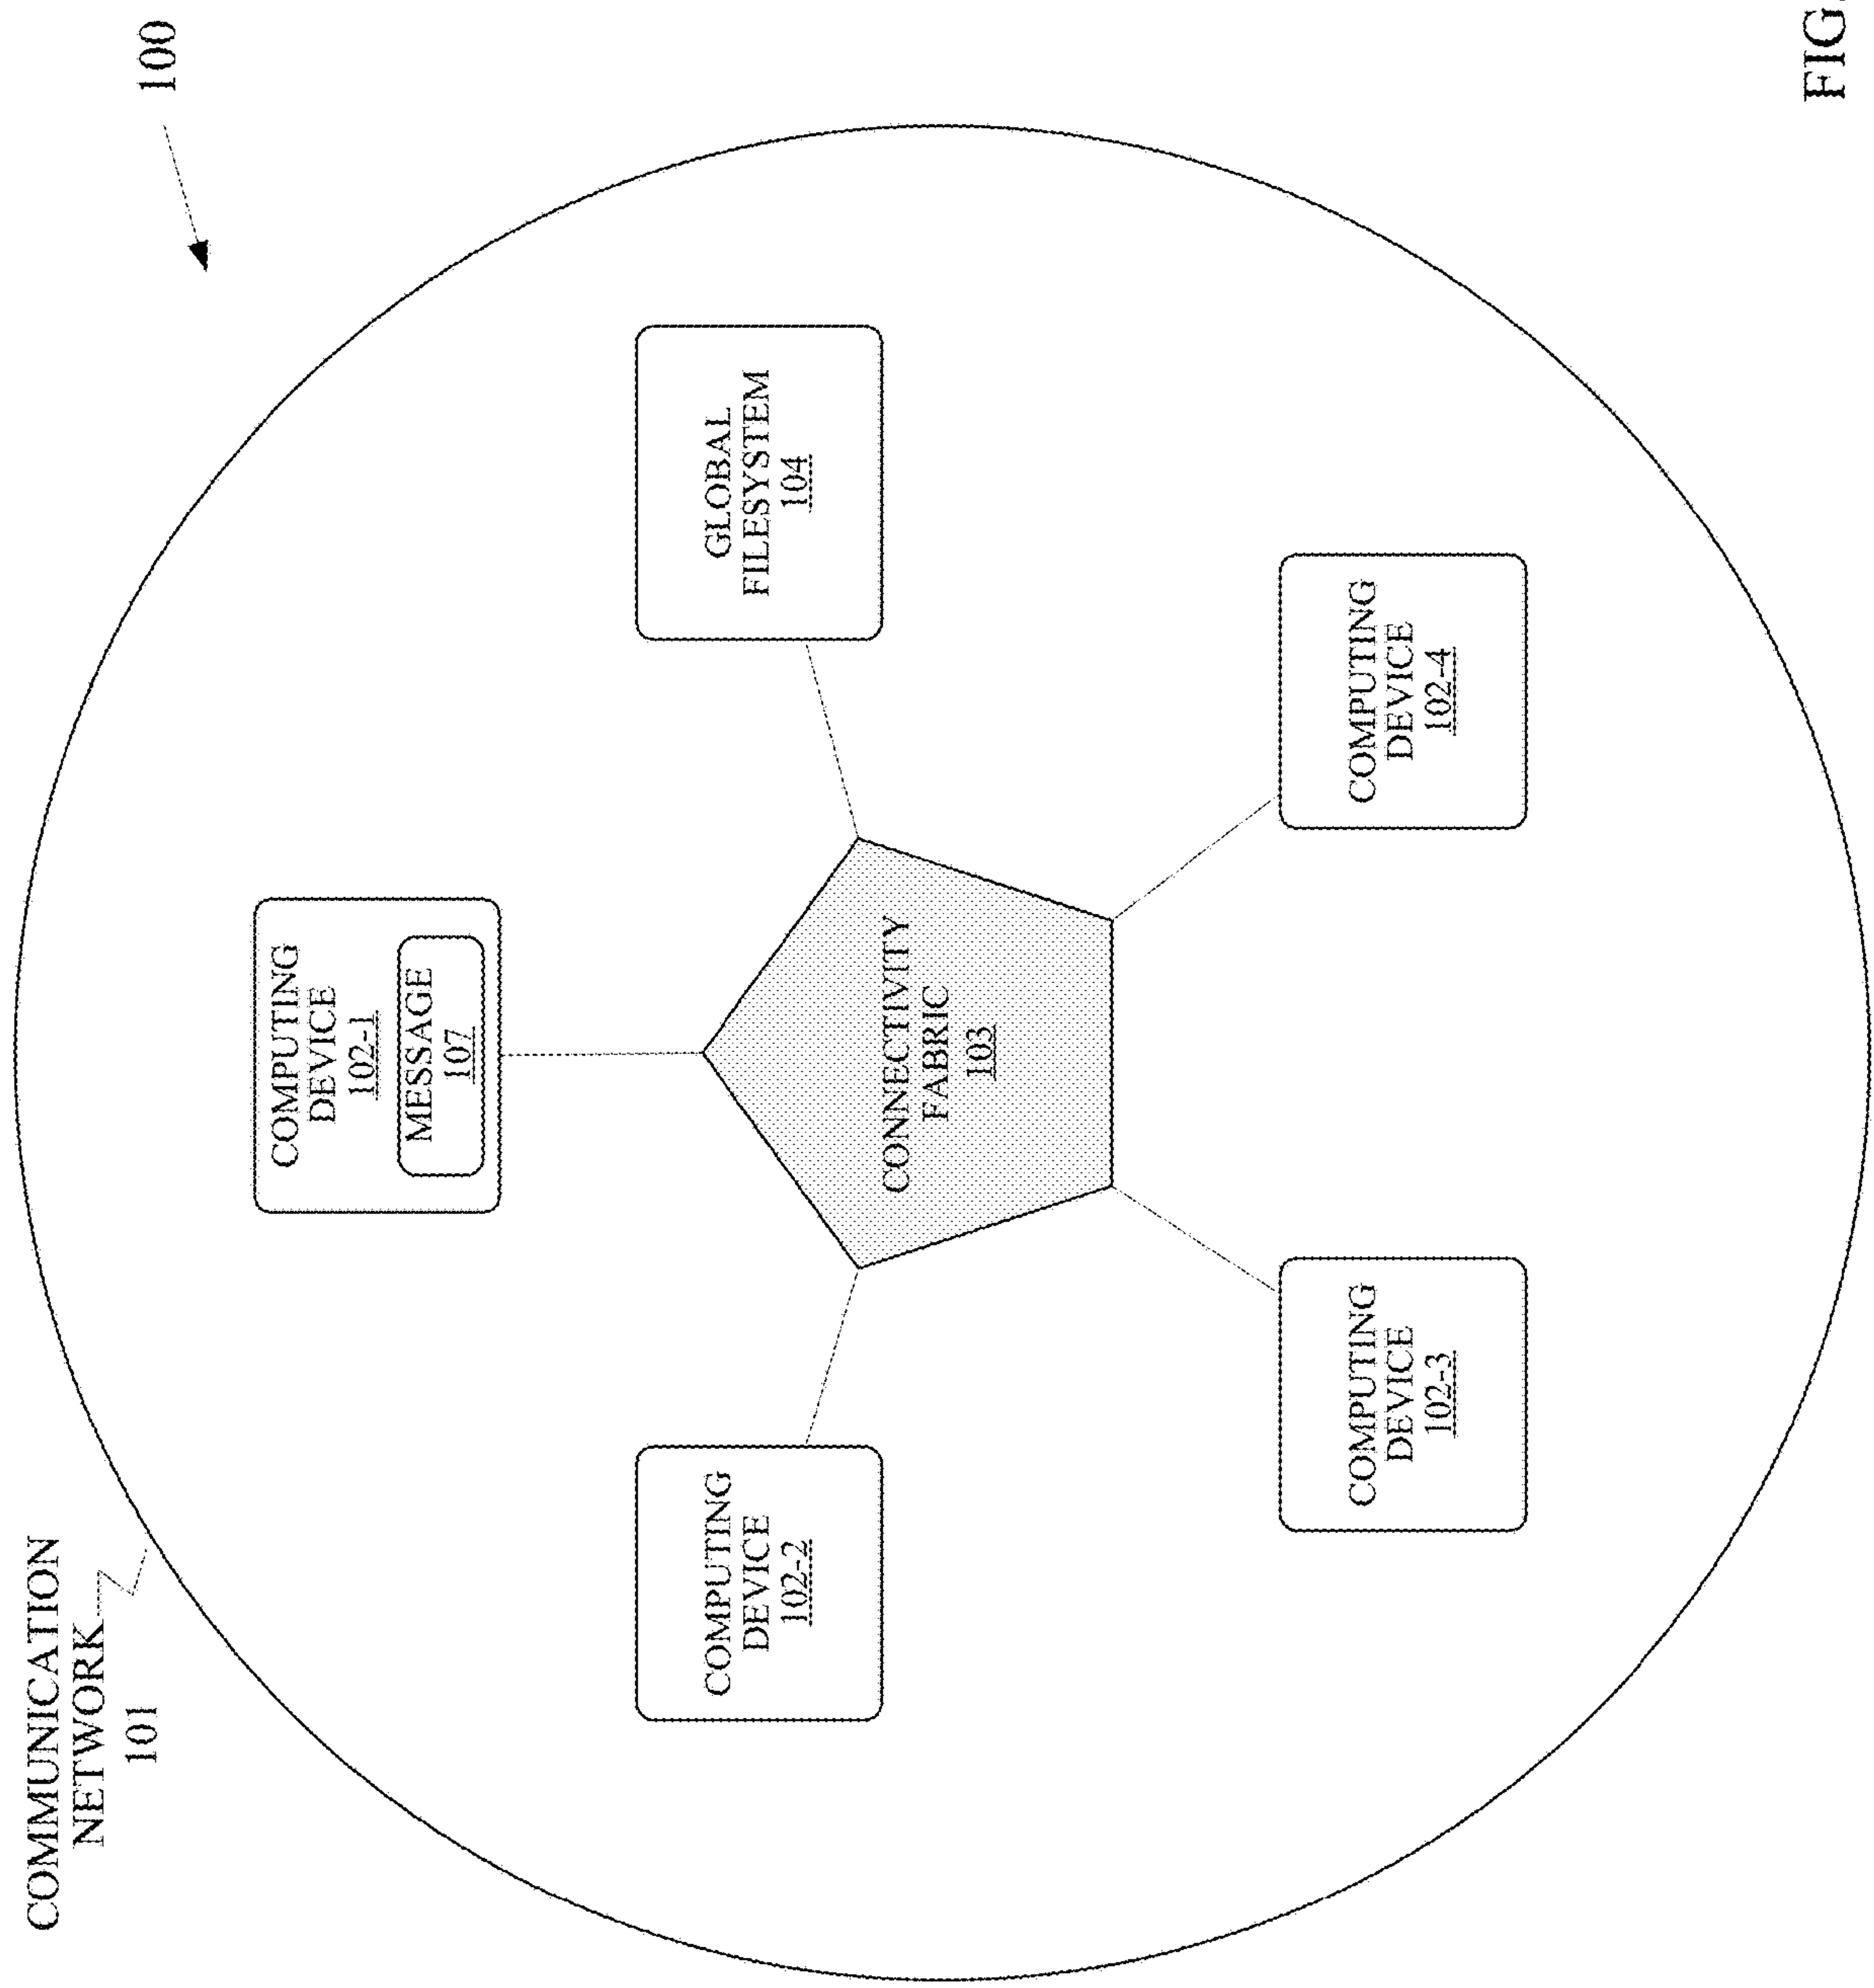 COMMUNICATION
NETWORK
101
100
COMPUTING
DEVICE
102-1
MESSAGE
107
COMPUTING
DEVICE
102-2
GLOBAL
FILESYSTEM
104
CONNECTIVITY
FABRIC
103
COMPUTING
DEVICE
102-3
COMPUTING
DEVICE
102-4
FIG.